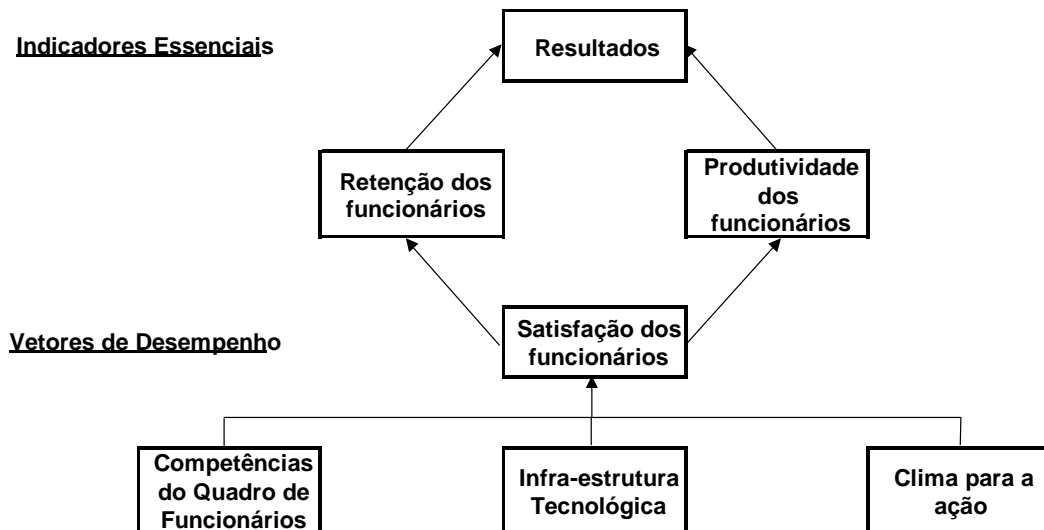 Indicadores Essenciais
Resultados
Retenção dos
funcionários
Produtividade
dos
funcionários
Satisfação dos
funcionários
Vetores de Desempenho
Competências
do Quadro de
Funcionários
Infra-estrutura
Tecnológica
Clima para a
ação